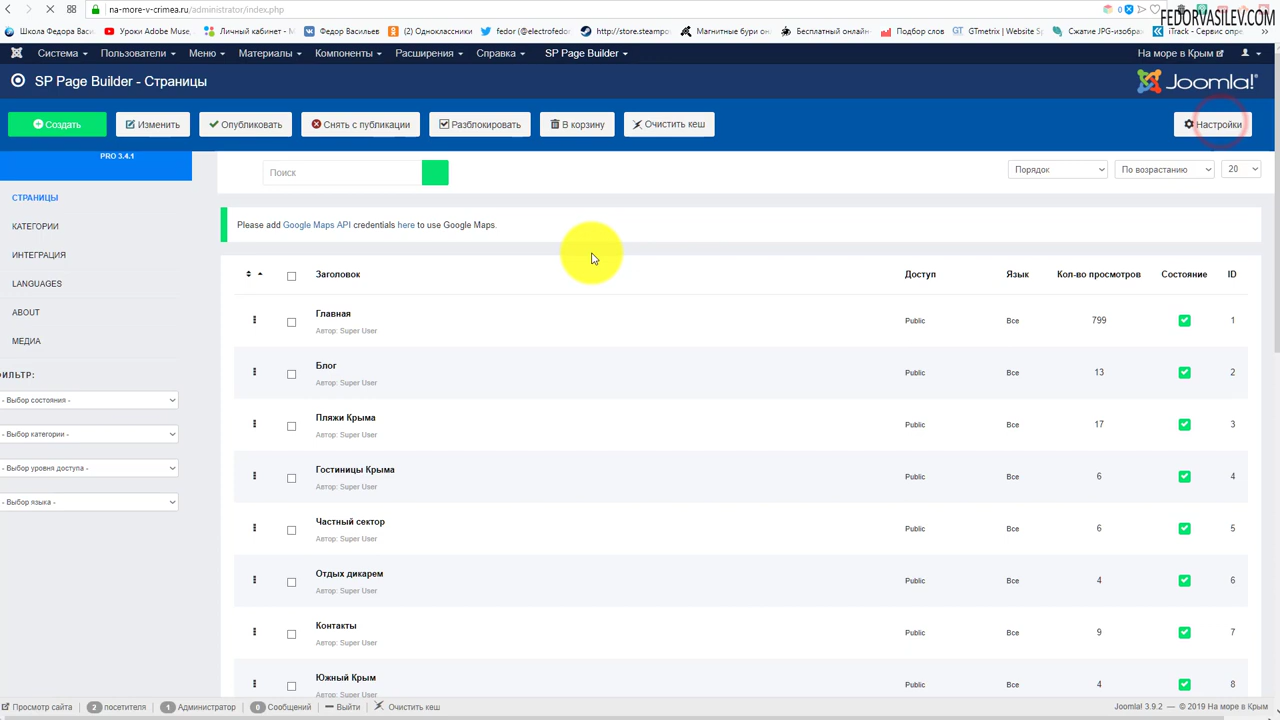 na-more-v-crimea.ru/administrator/index.php
0
FEDORVASILEV.COM
Школа Федора Васи
Уроки Adobe Muse,
Личный кабинет - М
Федор Васильев
(2) Одноклассники
fedor (@electrofedor
http://store.steampo
Магнитные бури он
Бесплатный онлайн
Подбор слов
GTmetrix | Website S
Сжатие JPG-изобра
iTrack - Сервис опре
Система
Пользователи
Меню
Материалы
Компоненты
Расширения
Справка
SP Page Builder
На море в Крым
SP Page Builder - Страницы
Joomla!
Создать
Изменить
Опубликовать
Снять с публикации
Разблокировать
В корзину
Очистить кеш
Настройки
PRO 3.4.1
Поиск
Порядок
По возрастанию
20
СТРАНИЦЫ
КАТЕГОРИИ
ИНТЕГРАЦИЯ
LANGUAGES
ABOUT
МЕДИА
ИЛЬТР:
- Выбор состояния -
- Выбор категории -
- Выбор уровня доступа -
- Выбор языка -
Please add Google Maps API credentials here to use Google Maps.
Заголовок Доступ Язык Кол-во просмотров Состояние ID
Главная
Автор: Super User
Public Все 799 1
Блог
Автор: Super User
Public Все 13 2
Пляжи Крыма
Автор: Super User
Public Все 17 3
Гостиницы Крыма
Автор: Super User
Public Все 6 4
Частный сектор
Автор: Super User
Public Все 6 5
Отдых дикарем
Автор: Super User
Public Все 4 6
Контакты
Автор: Super User
Public Все 9 7
Южный Крым
Автор: Super User
Public Все 4 8
Просмотр сайта
2 посетителя
1 Администратор
0 Сообщений
Выйти
Очистить кеш
Joomla! 3.9.2 — © 2019 На море в Крым